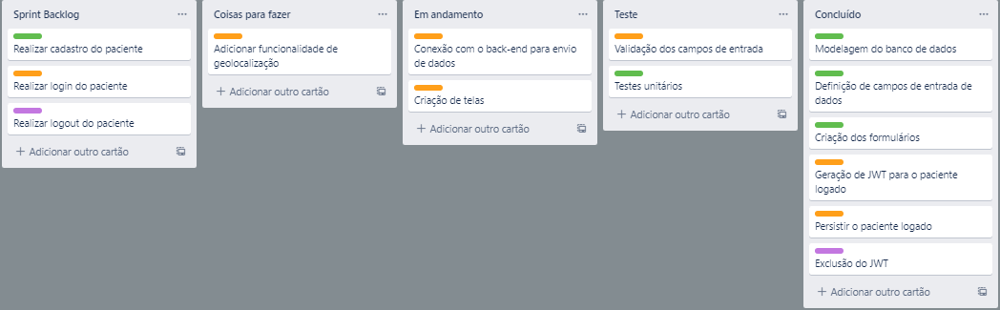 Sprint Backlog
Realizar cadastro do paciente
Realizar login do paciente
Realizar logout do paciente
+ Adicionar outro cartão
Coisas para fazer
Adicionar funcionalidade de
geolocalização
+ Adicionar outro cartão
Em andamento
Conexão com o back-end para envio
de dados
Criação de telas
+ Adicionar outro cartão
Teste
Validação dos campos de entrada
Testes unitários
+ Adicionar outro cartão
Concluído
Modelagem do banco de dados
Definição de campos de entrada de
dados
Criação dos formulários
Geração de JWT para o paciente
logado
Persistir o paciente logado
Exclusão do JWT
+ Adicionar outro cartão